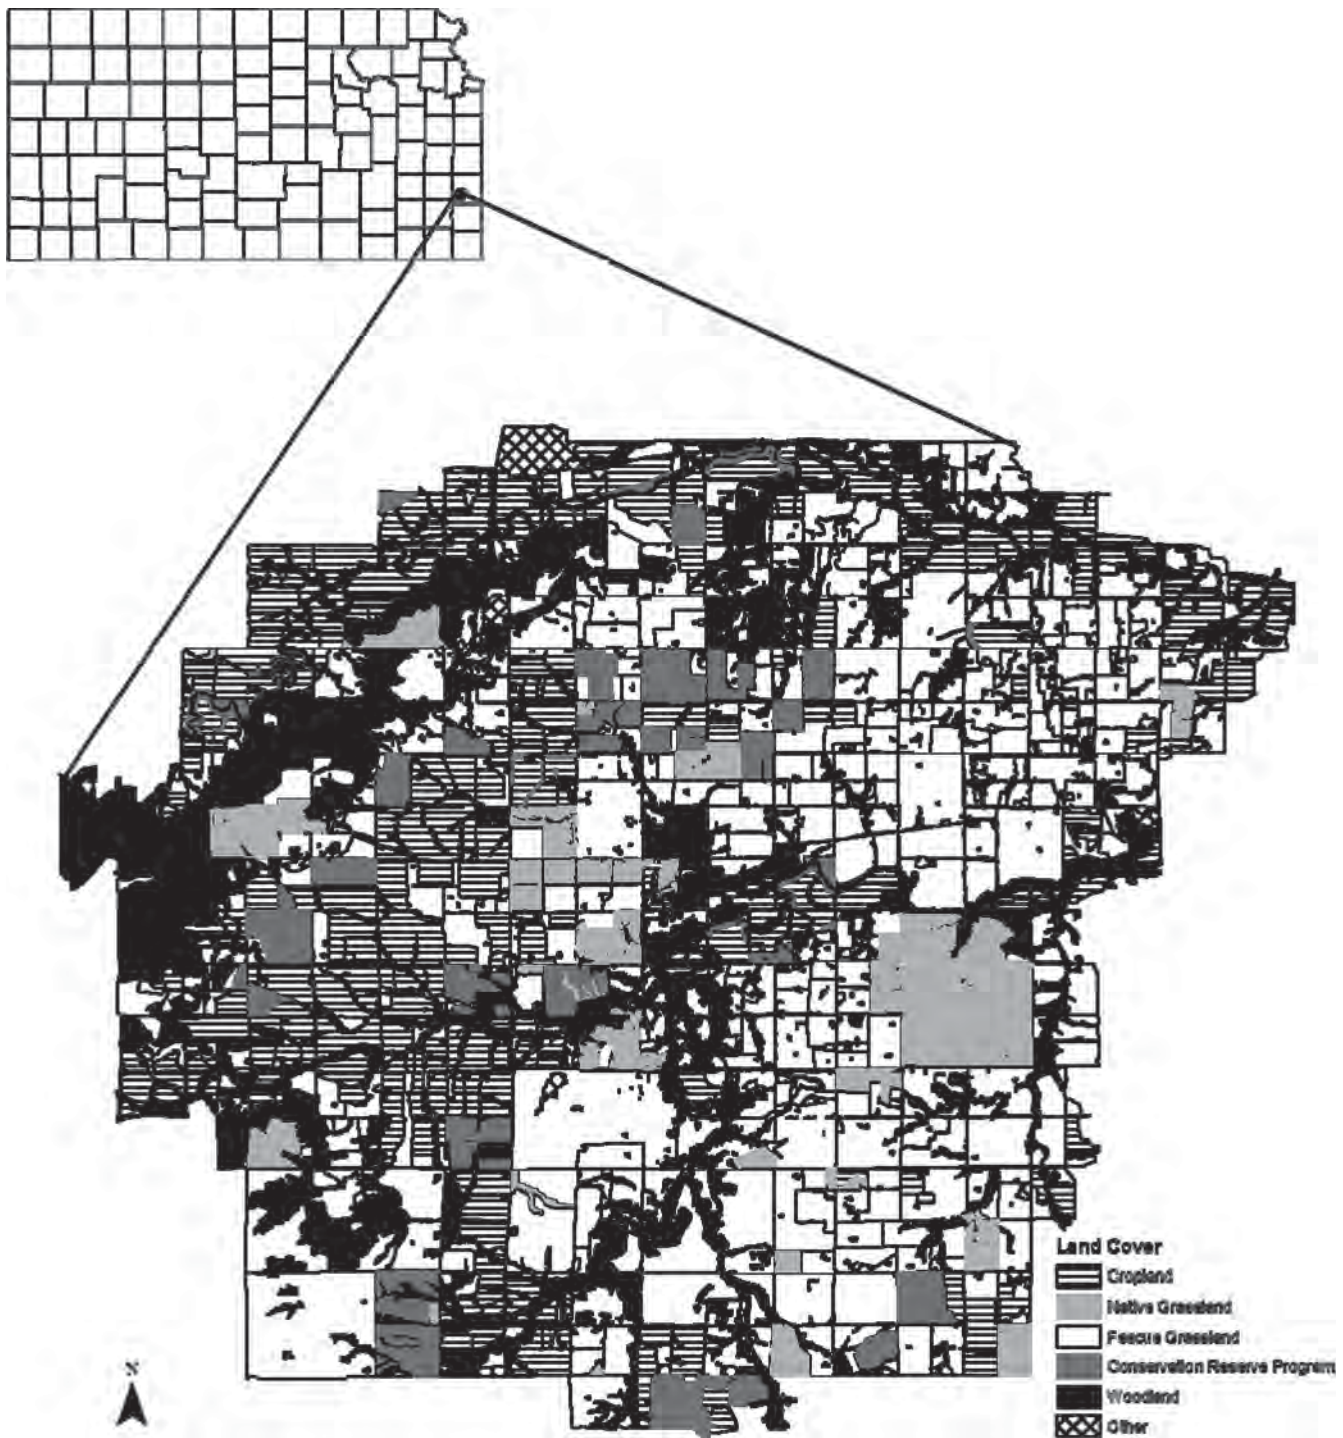 Land Cover
Cropland
Native Grassland
Fescue Grassland
Conservation Reserve Program
Woodland
Other
N